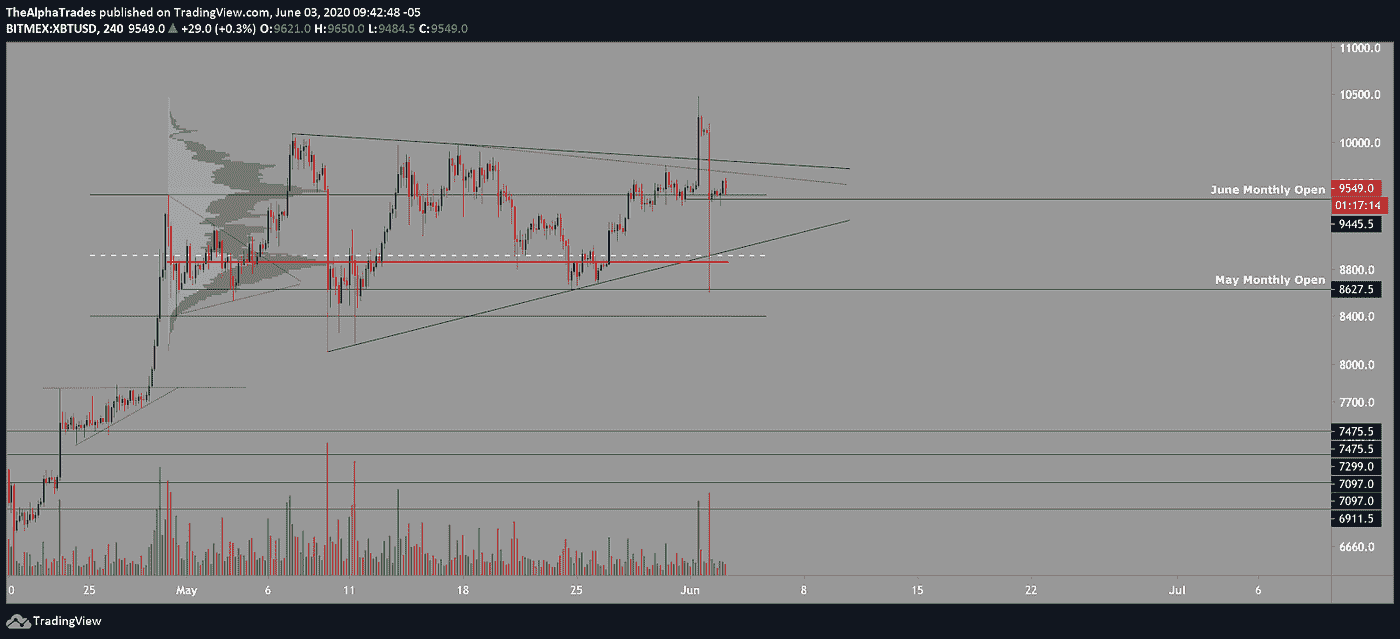 TheAlphaTrades published on TradingView.com, June 03, 2020 09:42:48 -05
BITMEX:XBTUSD, 240 9549.0 ▲ +29.0 (+0.3%) O:9621.0 H:9650.0 L:9484.5 C:9549.0
11000.0
10500.0
10000.0
June Monthly Open 9549.0
01:17:14
9445.5
8800.0
May Monthly Open 8627.5
8400.0
8000.0
7700.0
7475.5
7475.5
7299.0
7097.0
7097.0
6911.5
6660.0
0 25 May 6 11 18 25 Jun 8 15 22 Jul 6
TradingView